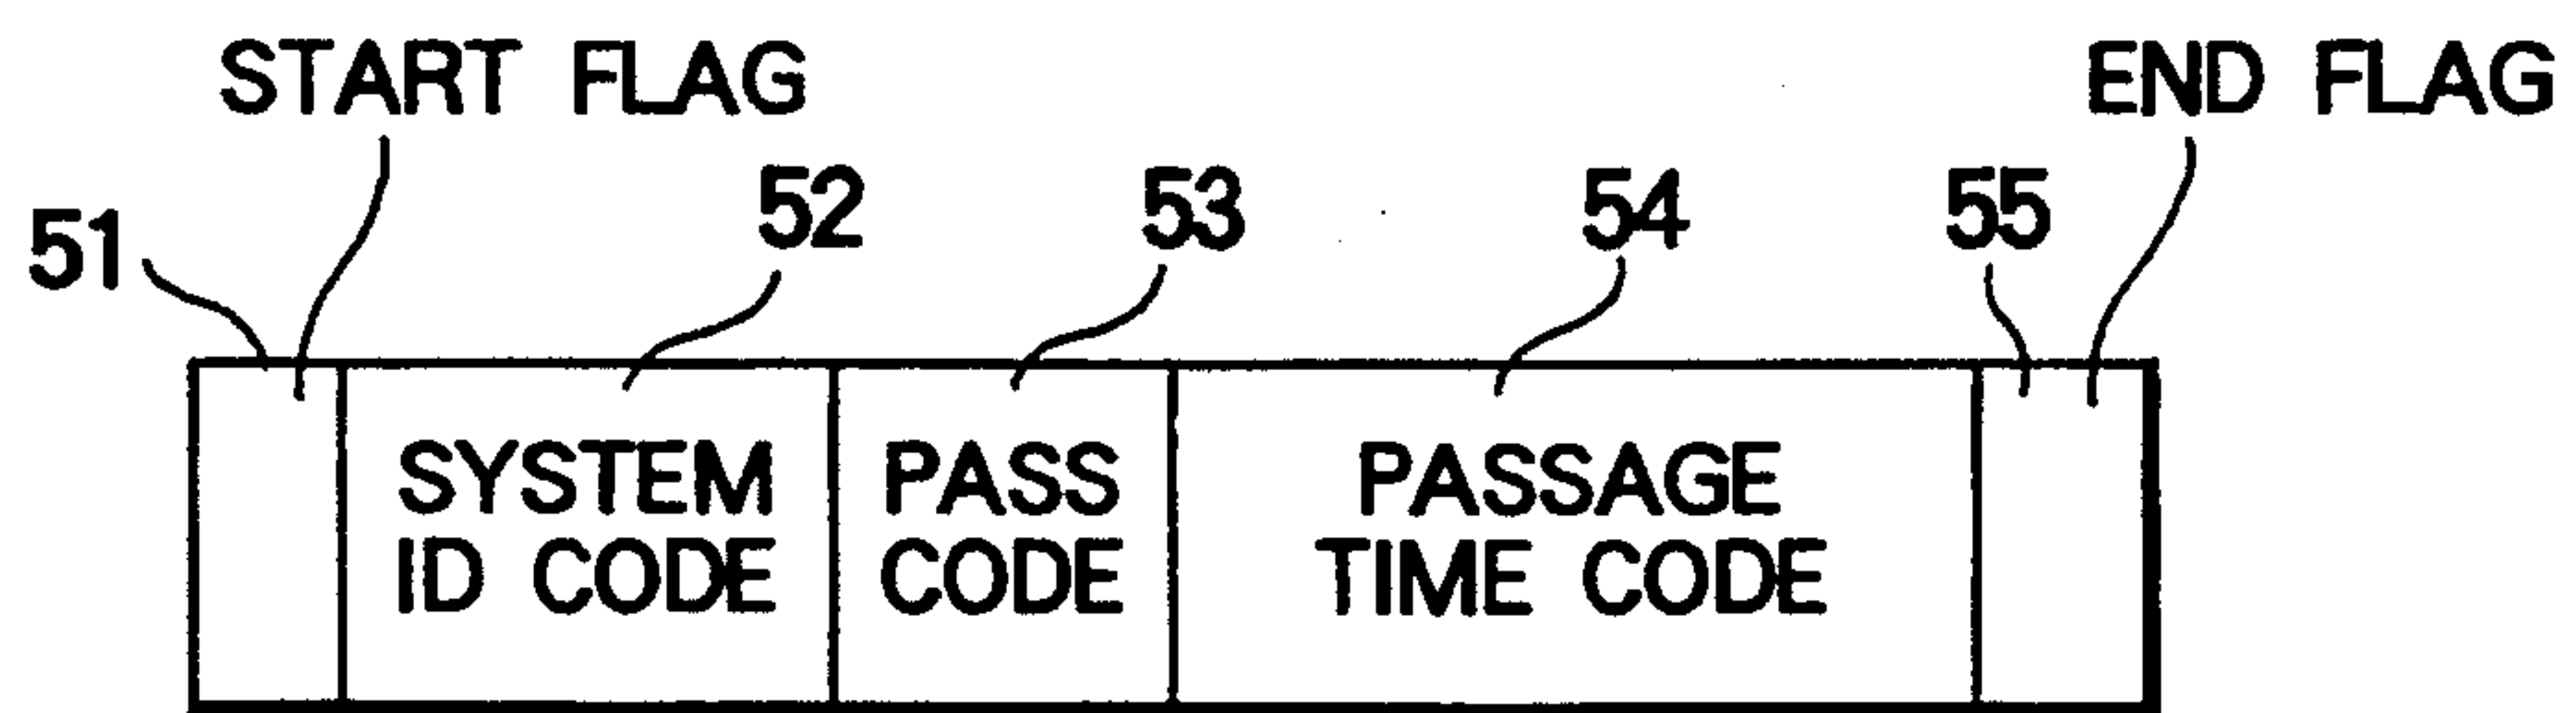 START FLAG
END FLAG
51
52
53
54
55
SYSTEM
ID CODE
PASS
CODE
PASSAGE
TIME CODE